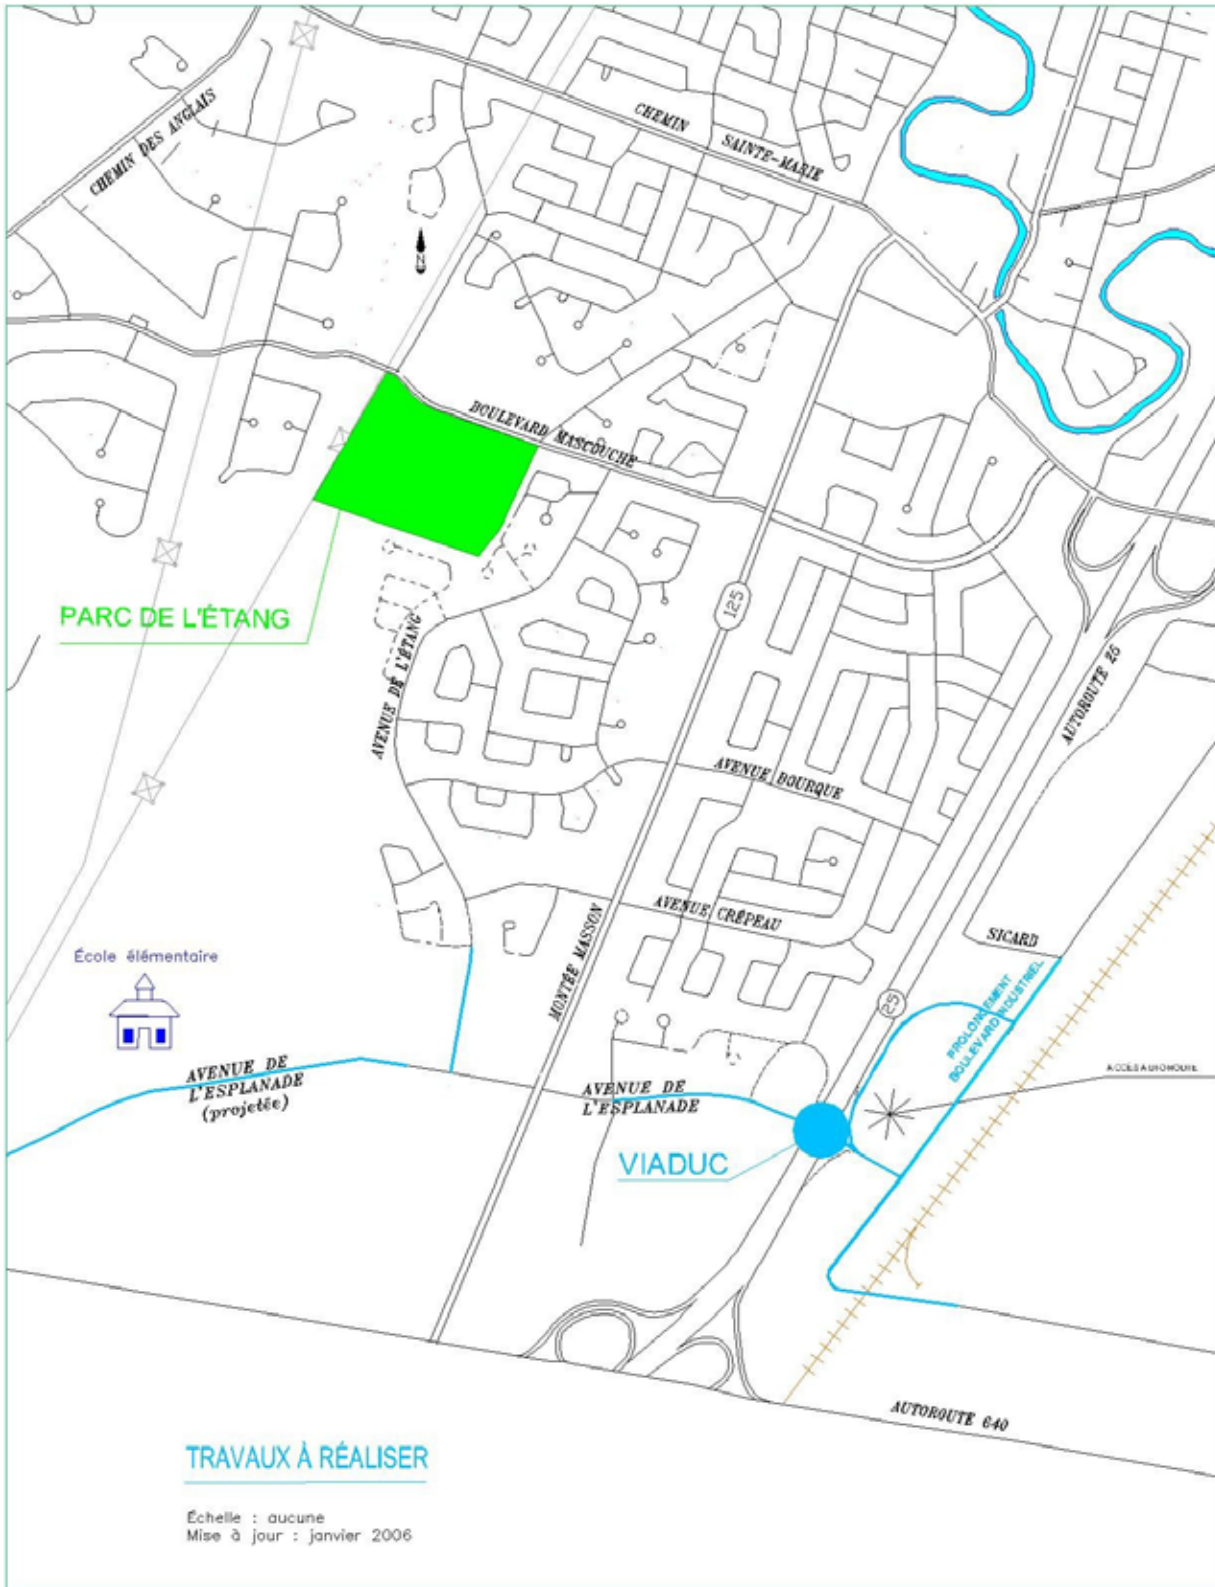 CHEMIN DES ANGLAIS
CHEMIN SAINTE-MARIE
N
BOULEVARD MASCOUCHE
PARC DE L'ÉTANG
125
AVENUE DE L'ÉTANG
AUTOROUTE 25
AVENUE BOURQUE
AVENUE CRÊPEAU
MONTÉE MASSON
SICARD
École élémentaire
25
PROLONGEMENT
BOULEVARD INDUSTRIEL
AVENUE DE
L'ESPLANADE
(projetée)
AVENUE DE
L'ESPLANADE
ACCÈS AUTOROUTE
VIADUC
AUTOROUTE 640
TRAVAUX À RÉALISER
Échelle : aucune
Mise à jour : janvier 2006